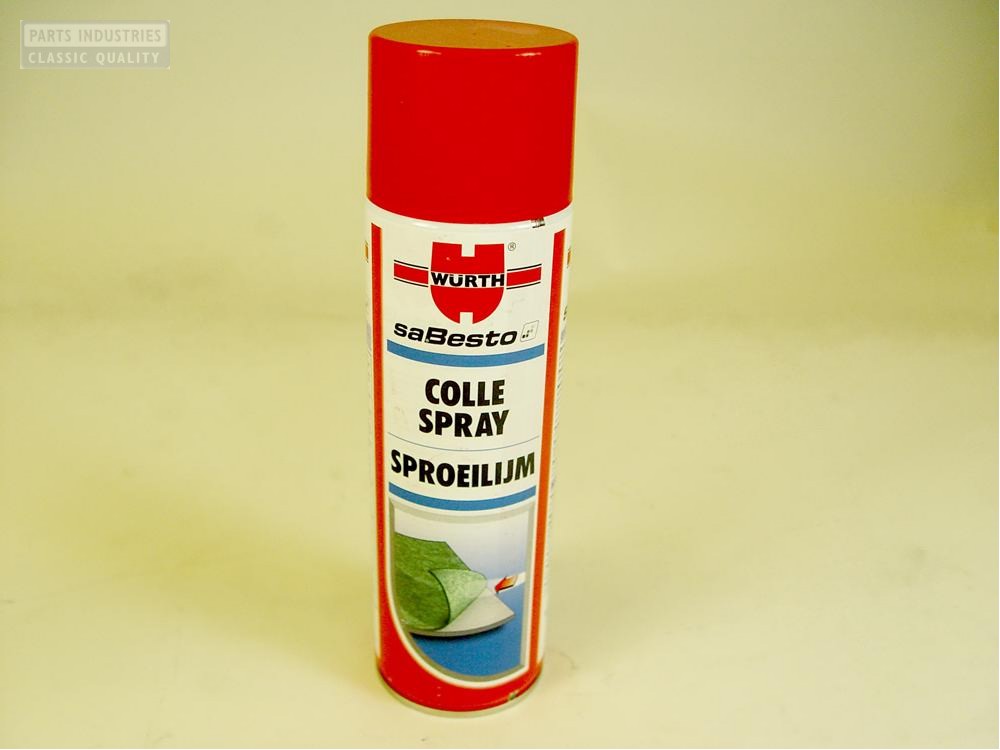 PARTS INDUSTRIES
CLASSIC QUALITY
WÜRTH ®
saBesto
COLLE
SPRAY
SPROEILIJM